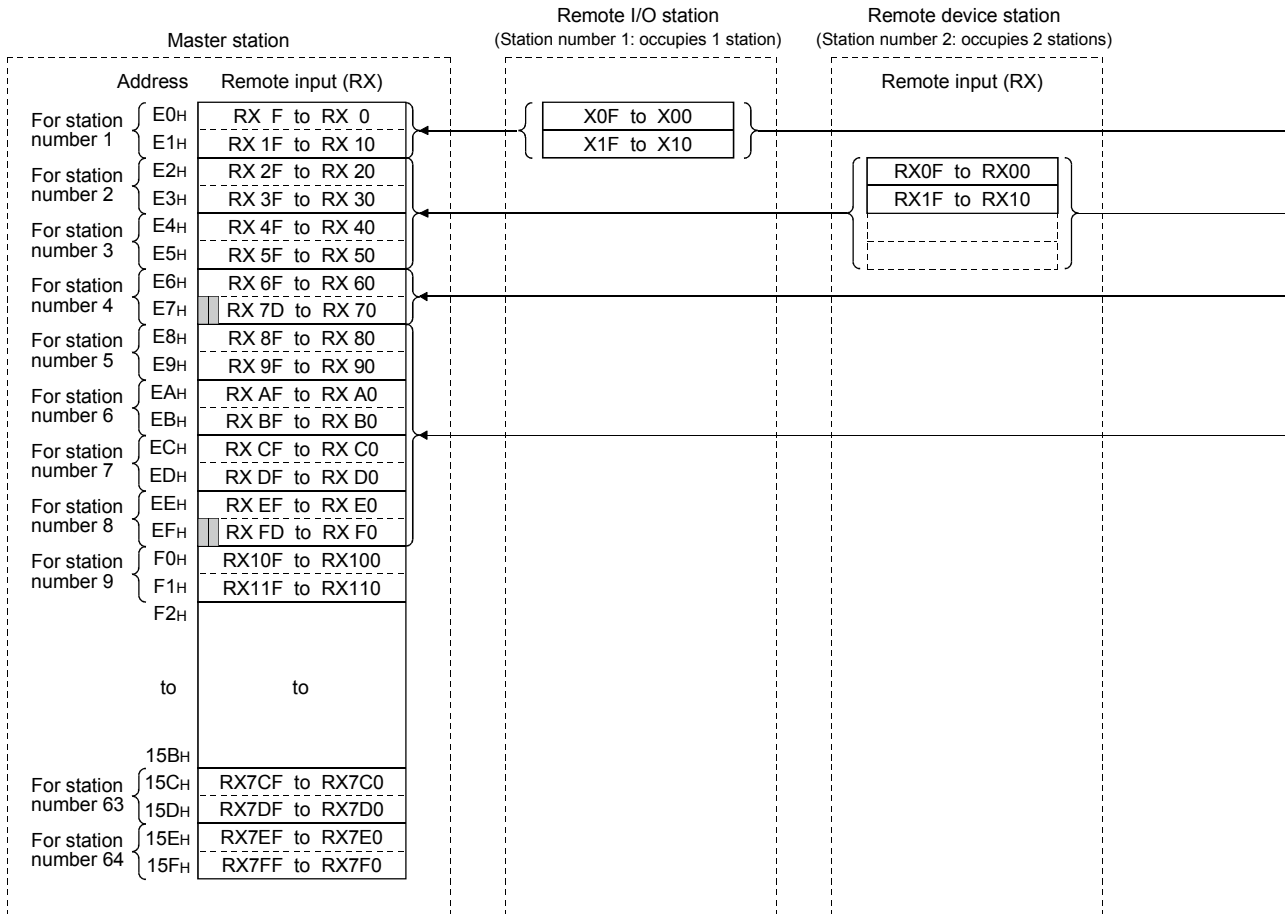 Master station
Remote I/O station
(Station number 1: occupies 1 station)
Remote device station
(Station number 2: occupies 2 stations)
Address Remote input (RX)
Remote input (RX)
For station number 1
E0H RX F to RX 0
E1H RX 1F to RX 10
X0F to X00
X1F to X10
For station number 2
E2H RX 2F to RX 20
E3H RX 3F to RX 30
RX0F to RX00
RX1F to RX10
For station number 3
E4H RX 4F to RX 40
E5H RX 5F to RX 50
For station number 4
E6H RX 6F to RX 60
E7H RX 7D to RX 70
For station number 5
E8H RX 8F to RX 80
E9H RX 9F to RX 90
For station number 6
EAH RX AF to RX A0
EBH RX BF to RX B0
For station number 7
ECH RX CF to RX C0
EDH RX DF to RX D0
For station number 8
EEH RX EF to RX E0
EFH RX FD to RX F0
For station number 9
F0H RX10F to RX100
F1H RX11F to RX110
F2H
to to
15BH
For station number 63
15CH RX7CF to RX7C0
15DH RX7DF to RX7D0
For station number 64
15EH RX7EF to RX7E0
15FH RX7FF to RX7F0